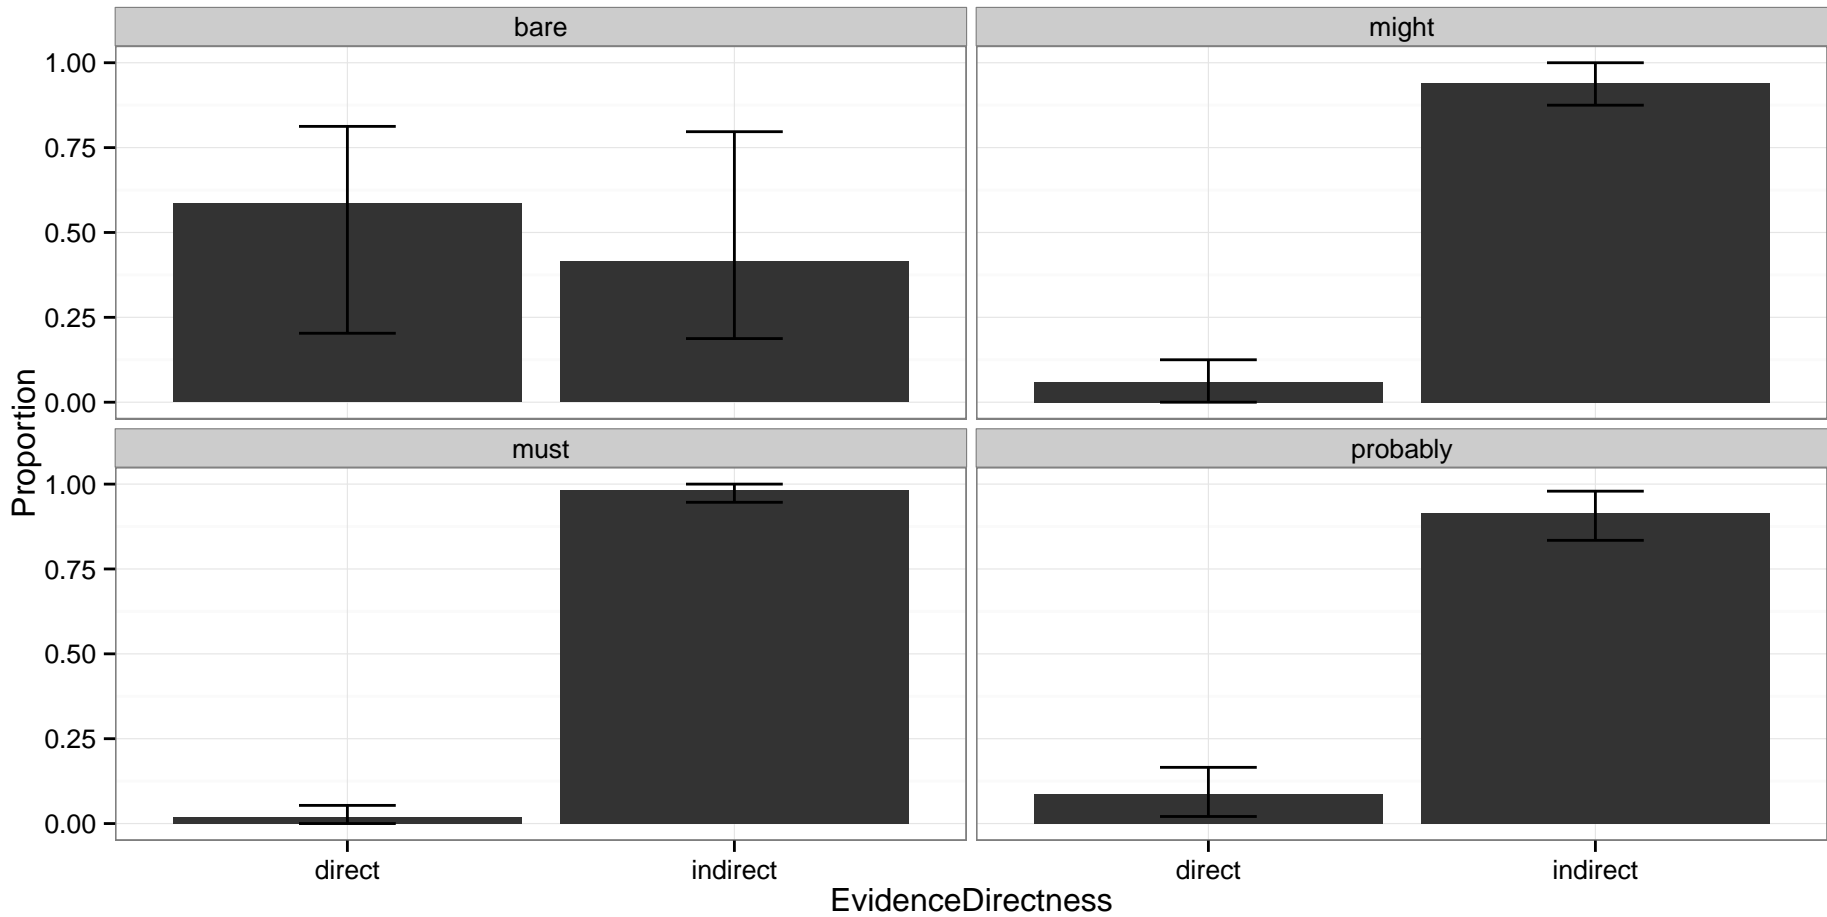 bare
might
1.00
0.75
0.50
0.25
0.00
must
probably
1.00
0.75
0.50
0.25
0.00
Proportion
direct
indirect
direct
indirect
EvidenceDirectness